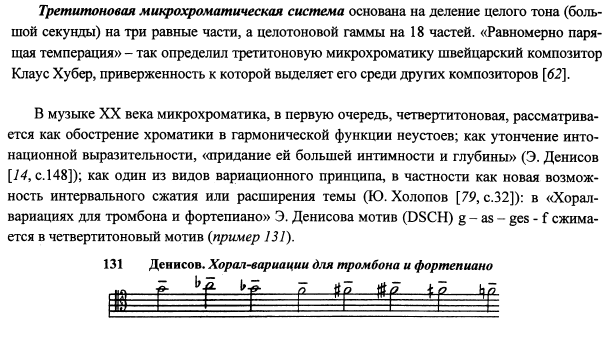 Третитоновая микрохроматическая система основана на деление целого тона (боль-
шой секунды) на три равные части, а целотоновой гаммы на 18 частей. «Равномерно паря-
щая темперация» – так определил третитоновую микрохроматику швейцарский композитор
Клаус Хубер, приверженность к которой выделяет его среди других композиторов [62].
В музыке XX века микрохроматика, в первую очередь, четвертитоновая, рассматрива-
ется как обострение хроматики в гармонической функции неустоев; как утончение инто-
национной выразительности, «придание ей большей интимности и глубины» (Э. Денисов
[14, с.148]); как один из видов вариационного принципа, в частности как новая возмож-
ность интервального сжатия или расширения темы (Ю. Холопов [79, с.32]): в «Хорал-
вариациях для тромбона и фортепиано» Э. Денисова мотив (DSCH) g – as – ges - f сжима-
ется в четвертитоновый мотив (пример 131).
131 Денисов. Хорал-вариации для тромбона и фортепиано